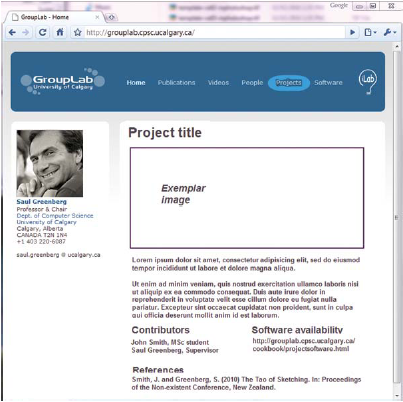 Google
GroupLab - Home
http://grouplab.cpsc.ucalgary.ca/
GroupLab
University of Calgary
Home Publications Videos People Projects Software
iLab
Saul Greenberg
Professor & Chair
Dept. of Computer Science
University of Calgary
Calgary, Alberta
CANADA T2N 1N4
+1 403 220-6087
saul.greenberg @ ucalgary.ca
Project title
Exemplar
image
Lorem ipsum dolor sit amet, consectetur adipisicing elit, sed do eiusmod
tempor incididunt ut labore et dolore magna aliqua.
Ut enim ad minim veniam, quis nostrud exercitation ullamco laboris nisi
ut aliquip ex ea commodo consequat. Duis aute irure dolor in
reprehenderit in voluptate velit esse cillum dolore eu fugiat nulla
pariatur. Excepteur sint occaecat cupidatat non proident, sunt in culpa
qui officia deserunt mollit anim id est laborum.
Contributors
John Smith, MSc student
Saul Greenberg, Supervisor
Software availability
http://grouplab.cpsc.ucalgary.ca/
cookbook/projectsoftware.html
References
Smith, J. and Greenberg, S. (2010) The Tao of Sketching. In: Proceedings
of the Non-existent Conference, New Zealand.